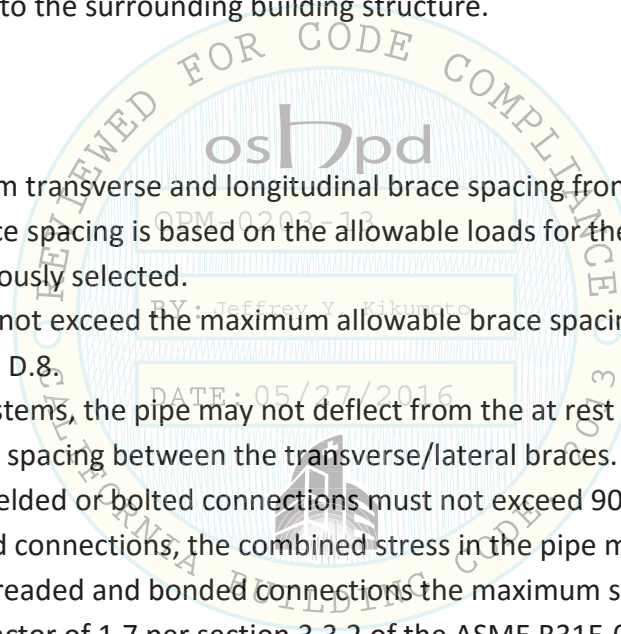 to the surrounding building structure.
REVIEWED FOR CODE COMPLIANCE
oshpd
m transverse and longitudinal brace spacing from
OPM-0203-13
ce spacing is based on the allowable loads for the
ously selected.
BY: Jeffrey Y. Kikumoto
not exceed the maximum allowable brace spacin
D.8.
DATE: 05/27/2016
stems, the pipe may not deflect from the at rest
spacing between the transverse/lateral braces.
elded or bolted connections must not exceed 90
d connections, the combined stress in the pipe m
readed and bonded connections the maximum s
actor of 1.7 per section 3.3.2 of the ASME B31E
CALIFORNIA BUILDING CODE, 2013